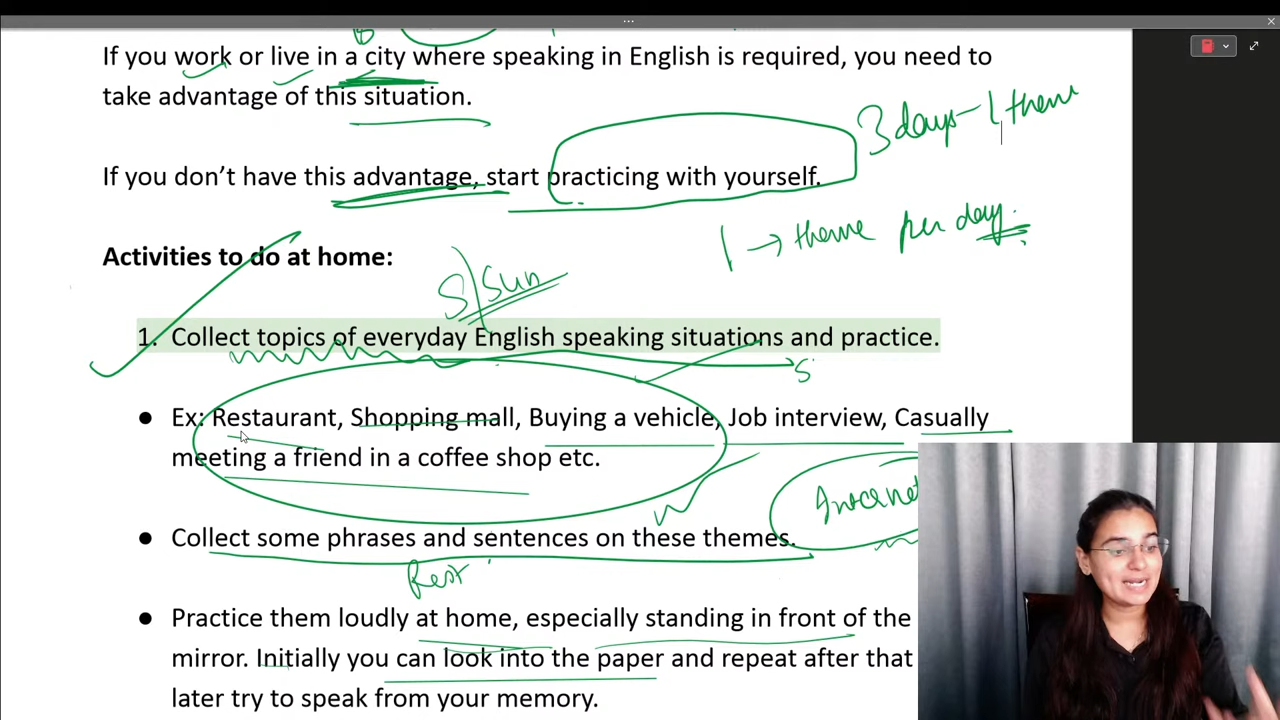 If you work or live in a city where speaking in English is required, you need to
take advantage of this situation.
3 days - 1 theme
If you don't have this advantage, start practicing with yourself.
1 → theme per day.
Activities to do at home:
S/Sun
1. Collect topics of everyday English speaking situations and practice.
S
● Ex: Restaurant, Shopping mall, Buying a vehicle, Job interview, Casually
meeting a friend in a coffee shop etc.
Internet
● Collect some phrases and sentences on these themes.
Rest
● Practice them loudly at home, especially standing in front of the
mirror. Initially you can look into the paper and repeat after that
later try to speak from your memory.